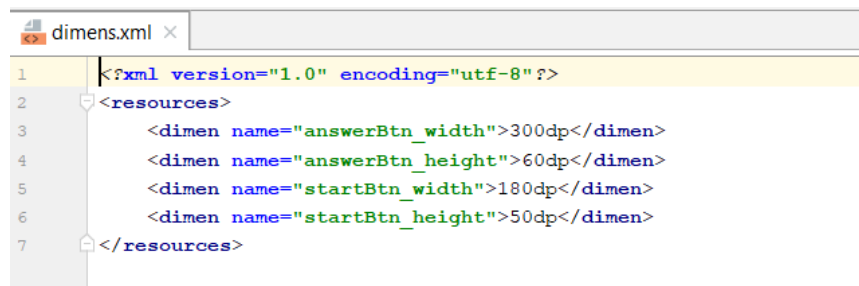 dimens.xml
1 <?xml version="1.0" encoding="utf-8"?>
2 <resources>
3 <dimen name="answerBtn_width">300dp</dimen>
4 <dimen name="answerBtn_height">60dp</dimen>
5 <dimen name="startBtn_width">180dp</dimen>
6 <dimen name="startBtn_height">50dp</dimen>
7 </resources>